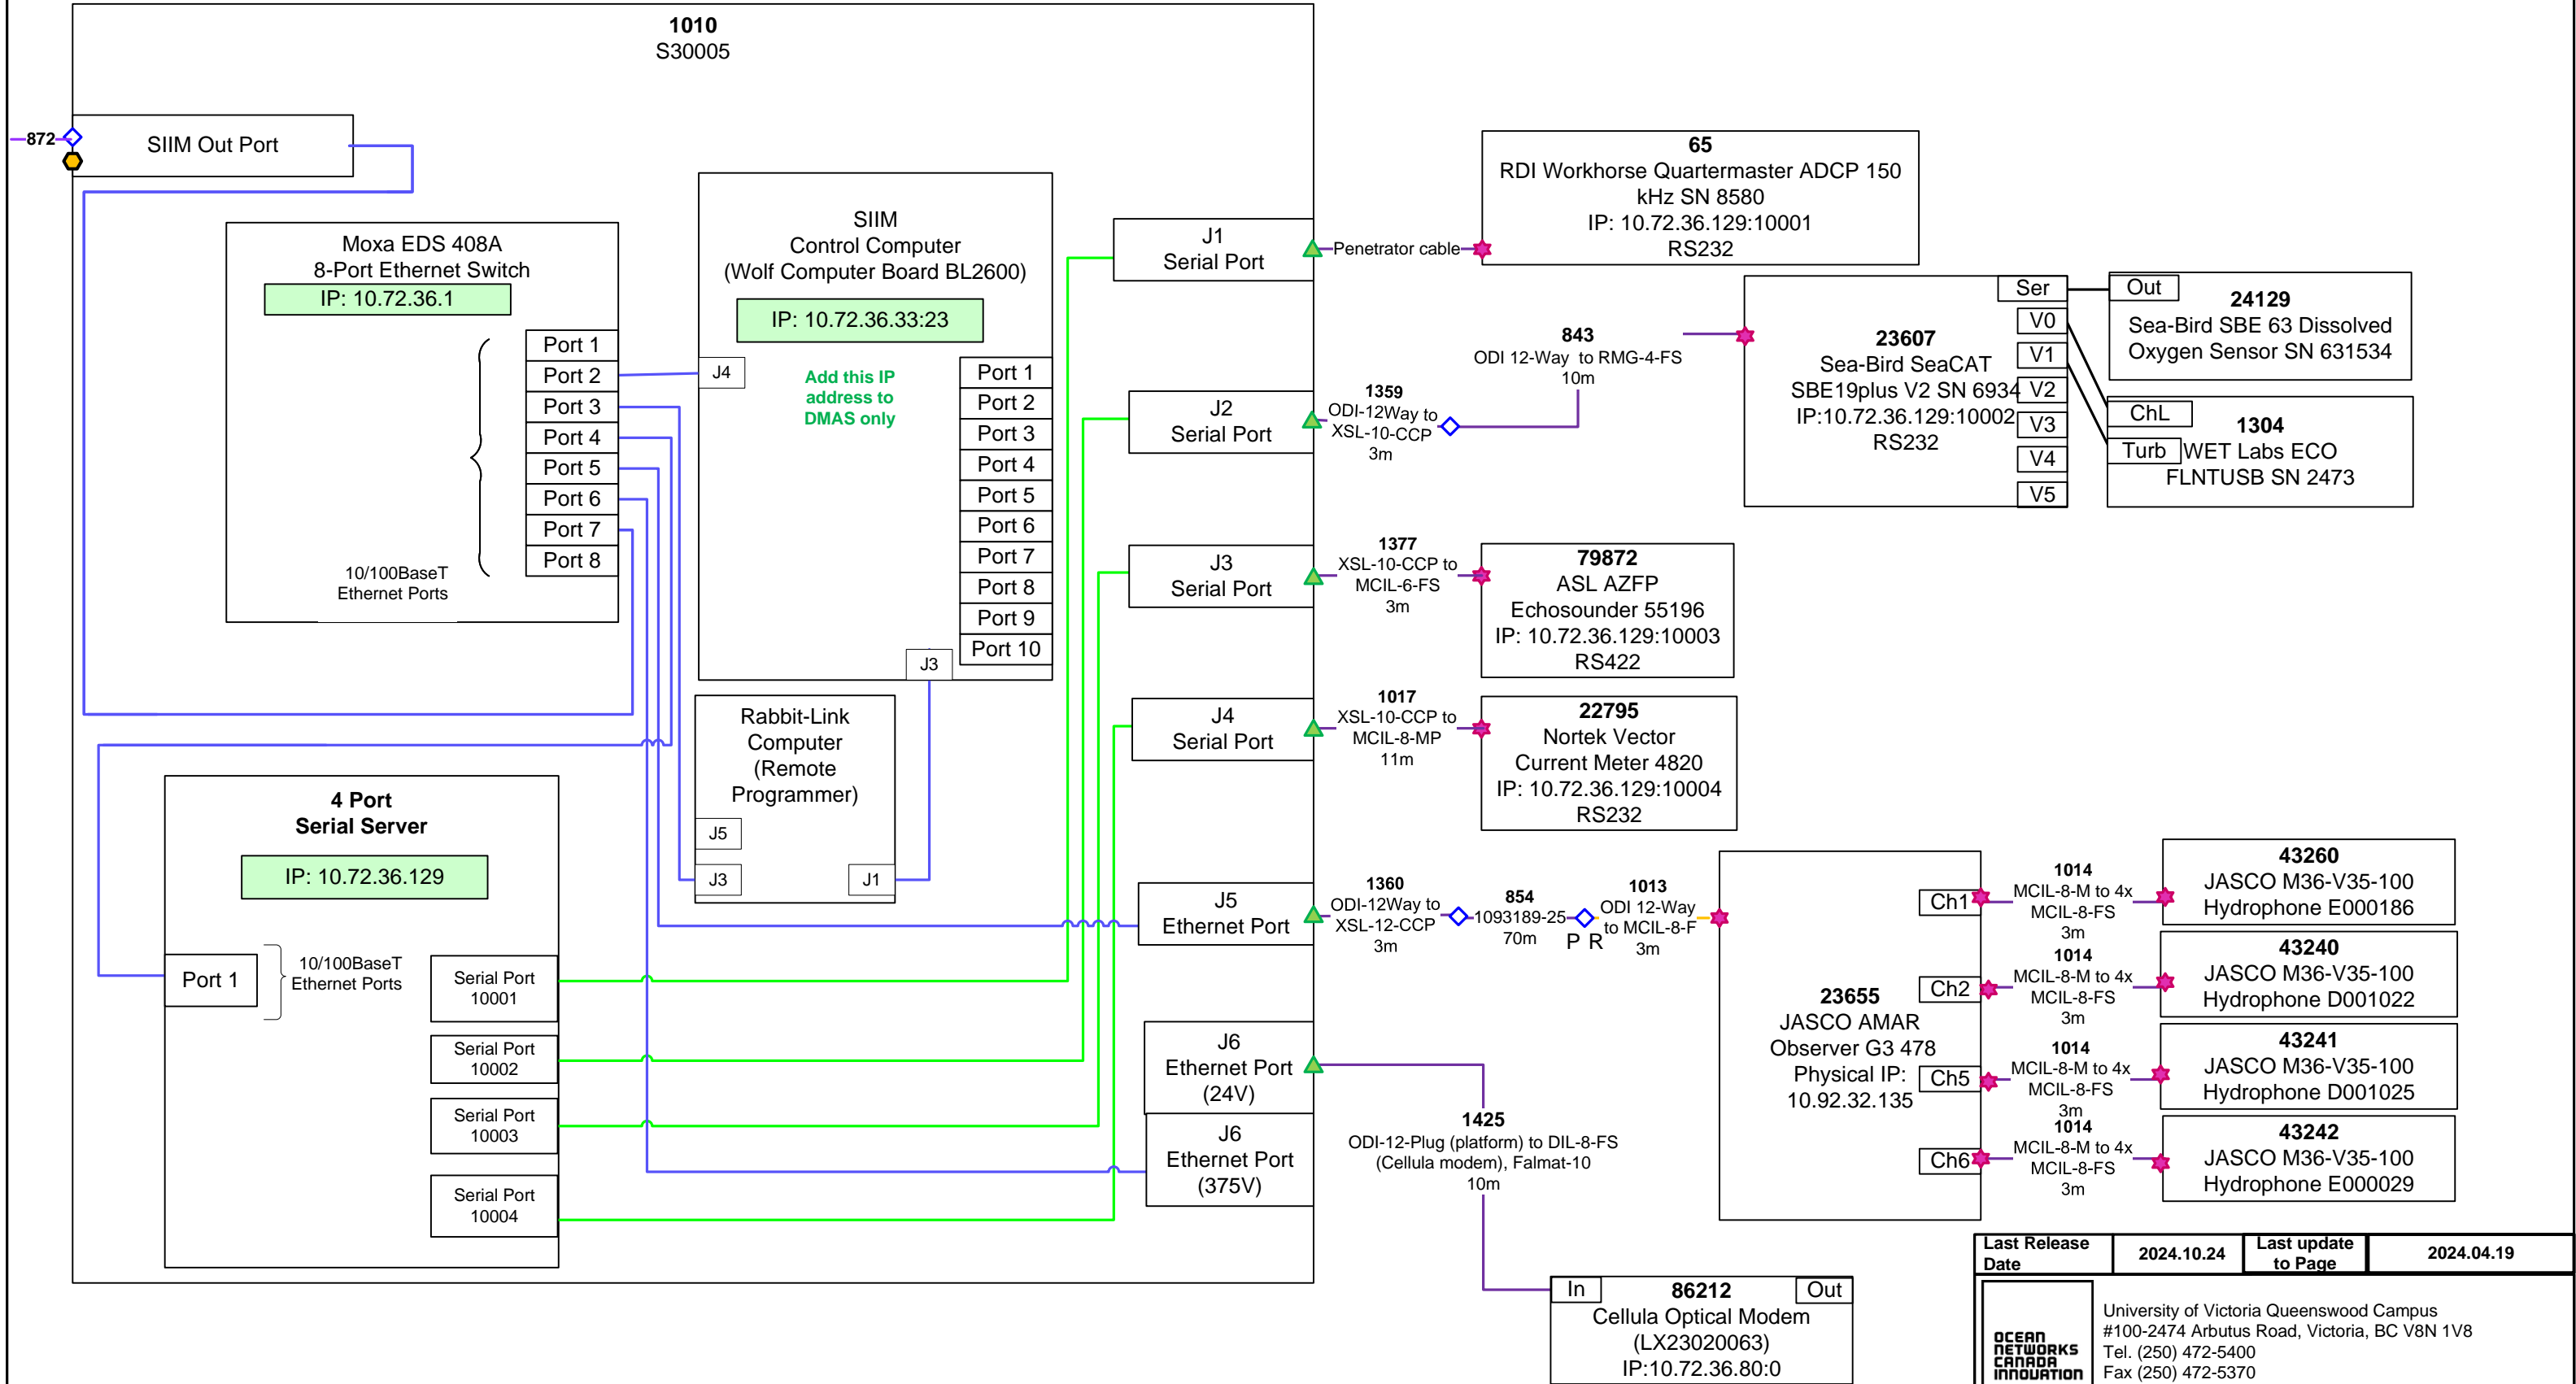 1010
S30005
872
SIIM Out Port
Moxa EDS 408A
8-Port Ethernet Switch
IP: 10.72.36.1
Port 1
Port 2
Port 3
Port 4
Port 5
Port 6
Port 7
Port 8
10/100BaseT
Ethernet Ports
SIIM
Control Computer
(Wolf Computer Board BL2600)
IP: 10.72.36.33:23
J4
Add this IP
address to
DMAS only
Port 1
Port 2
Port 3
Port 4
Port 5
Port 6
Port 7
Port 8
Port 9
Port 10
J3
Rabbit-Link
Computer
(Remote
Programmer)
J5
J3
J1
4 Port
Serial Server
IP: 10.72.36.129
Port 1
10/100BaseT
Ethernet Ports
Serial Port
10001
Serial Port
10002
Serial Port
10003
Serial Port
10004
J1
Serial Port
J2
Serial Port
J3
Serial Port
J4
Serial Port
J5
Ethernet Port
J6
Ethernet Port
(24V)
J6
Ethernet Port
(375V)
Penetrator cable
65
RDI Workhorse Quartermaster ADCP 150
kHz SN 8580
IP: 10.72.36.129:10001
RS232
1359
ODI-12Way to
XSL-10-CCP
3m
843
ODI 12-Way to RMG-4-FS
10m
23607
Sea-Bird SeaCAT
SBE19plus V2 SN 6934
IP:10.72.36.129:10002
RS232
Ser
V0
V1
V2
V3
V4
V5
Out
24129
Sea-Bird SBE 63 Dissolved
Oxygen Sensor SN 631534
ChL
Turb
1304
WET Labs ECO
FLNTUSB SN 2473
1377
XSL-10-CCP to
MCIL-6-FS
3m
79872
ASL AZFP
Echosounder 55196
IP: 10.72.36.129:10003
RS422
1017
XSL-10-CCP to
MCIL-8-MP
11m
22795
Nortek Vector
Current Meter 4820
IP: 10.72.36.129:10004
RS232
1360
ODI-12Way to
XSL-12-CCP
3m
854
1093189-25
70m
P R
1013
ODI 12-Way
to MCIL-8-F
3m
23655
JASCO AMAR
Observer G3 478
Physical IP:
10.92.32.135
Ch1
Ch2
Ch5
Ch6
1014
MCIL-8-M to 4x
MCIL-8-FS
3m
43260
JASCO M36-V35-100
Hydrophone E000186
1014
MCIL-8-M to 4x
MCIL-8-FS
3m
43240
JASCO M36-V35-100
Hydrophone D001022
1014
MCIL-8-M to 4x
MCIL-8-FS
3m
43241
JASCO M36-V35-100
Hydrophone D001025
1014
MCIL-8-M to 4x
MCIL-8-FS
3m
43242
JASCO M36-V35-100
Hydrophone E000029
1425
ODI-12-Plug (platform) to DIL-8-FS
(Cellula modem), Falmat-10
10m
In
Out
86212
Cellula Optical Modem
(LX23020063)
IP:10.72.36.80:0
Last Release
Date
2024.10.24
Last update
to Page
2024.04.19
OCEAN
NETWORKS
CANADA
INNOVATION
University of Victoria Queenswood Campus
#100-2474 Arbutus Road, Victoria, BC V8N 1V8
Tel. (250) 472-5400
Fax (250) 472-5370